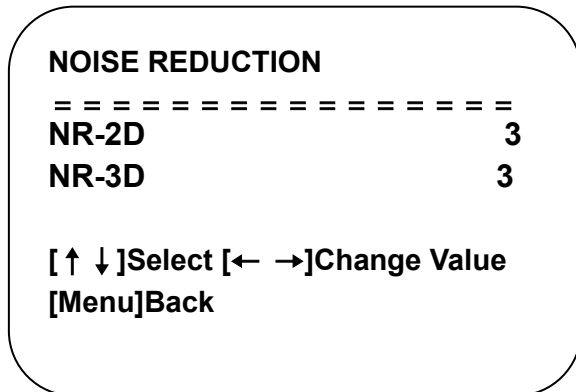 NOISE REDUCTION
= = = = = = = = = = = = = = = =
NR-2D 3
NR-3D 3
[↑ ↓]Select [← →]Change Value
[Menu]Back